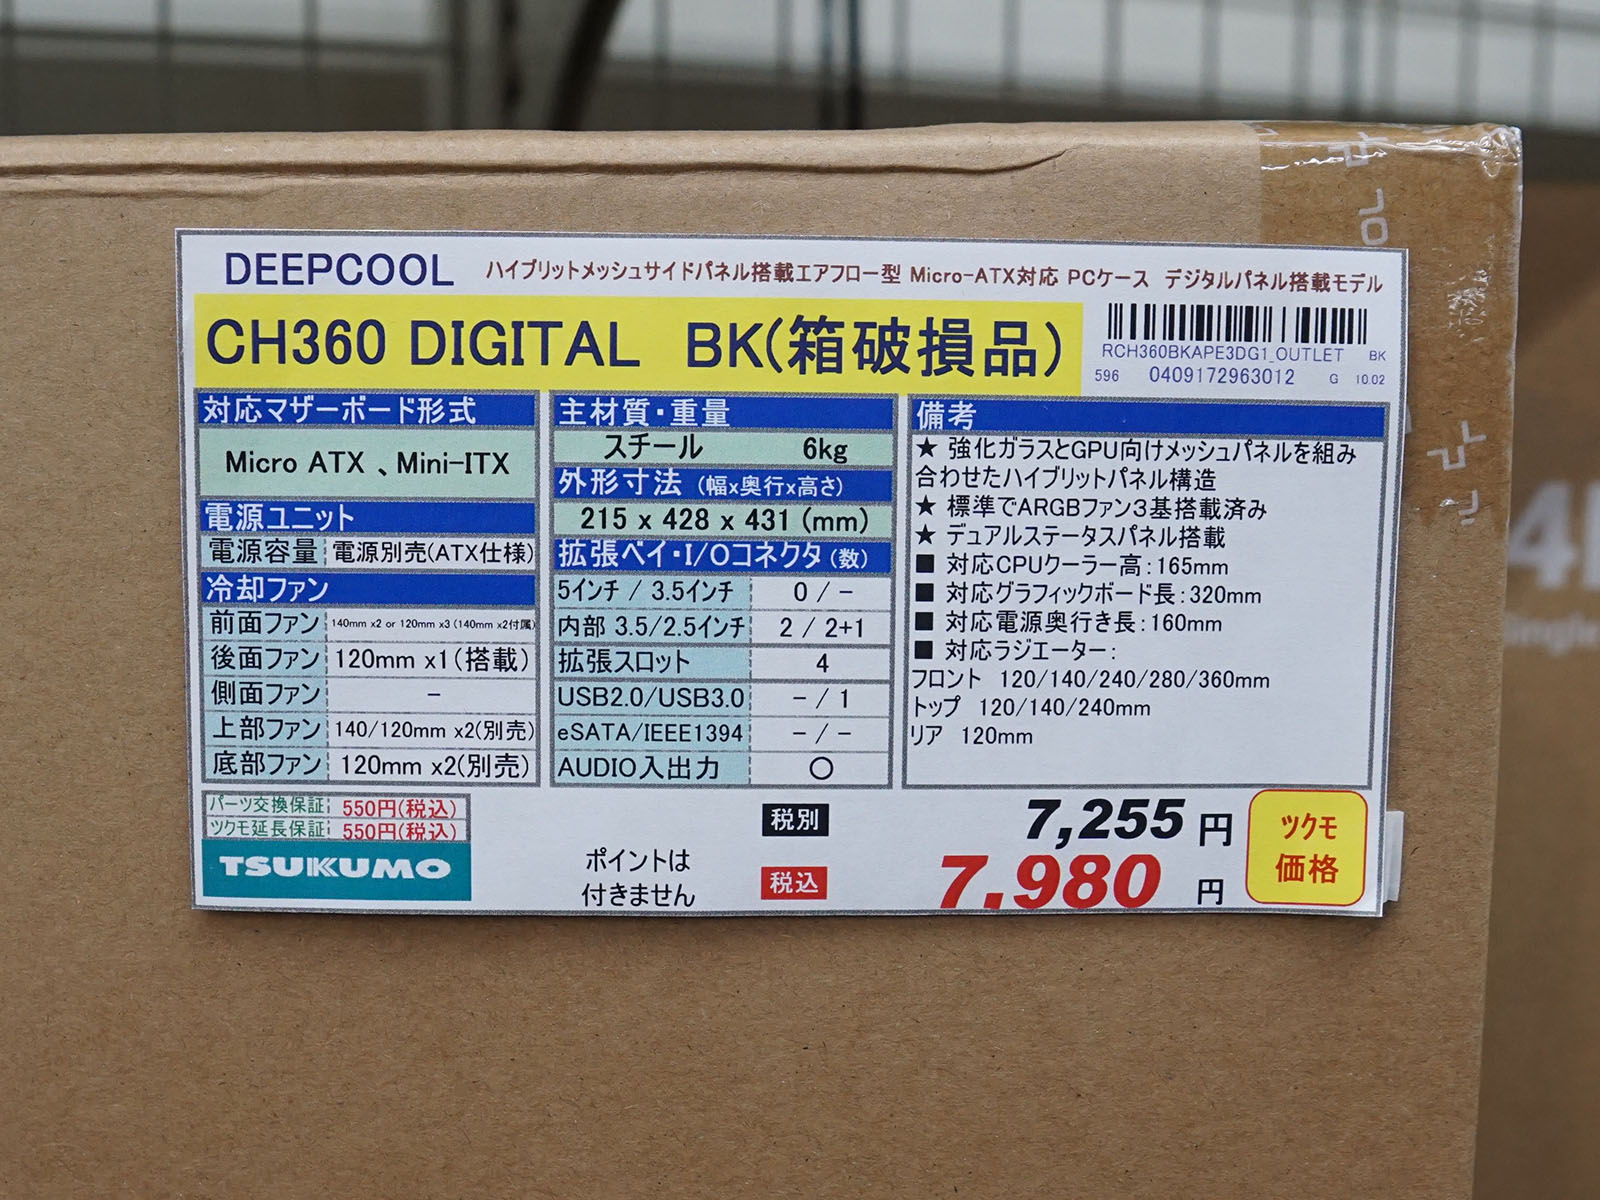 DEEPCOOL ハイブリットメッシュサイドパネル搭載エアフロー型 Micro-ATX対応 PCケース デジタルパネル搭載モデル
CH360 DIGITAL BK(箱破損品)
RCH360BKAPE3DG1_OUTLET BK
596 0409172963012 G 10.02
対応マザーボード形式
Micro ATX 、Mini-ITX
電源ユニット
電源容量 電源別売(ATX仕様)
冷却ファン
前面ファン 140mm x2 or 120mm x3 (140mm x2付属)
後面ファン 120mm x1(搭載)
側面ファン -
上部ファン 140/120mm x2(別売)
底部ファン 120mm x2(別売)
主材質・重量
スチール 6kg
外形寸法 (幅x奥行x高さ)
215 x 428 x 431 (mm)
拡張ベイ・I/Oコネクタ(数)
5インチ / 3.5インチ 0 / -
内部 3.5/2.5インチ 2 / 2+1
拡張スロット 4
USB2.0/USB3.0 - / 1
eSATA/IEEE1394 - / -
AUDIO入出力 ○
備考
★ 強化ガラスとGPU向けメッシュパネルを組み
合わせたハイブリットパネル構造
★ 標準でARGBファン3基搭載済み
★ デュアルステータスパネル搭載
■ 対応CPUクーラー高:165mm
■ 対応グラフィックボード長:320mm
■ 対応電源奥行き長:160mm
■ 対応ラジエーター:
フロント 120/140/240/280/360mm
トップ 120/140/240mm
リア 120mm
パーツ交換保証 550円(税込)
ツクモ延長保証 550円(税込)
TSUKUMO
ポイントは
付きません
税別 7,255 円
税込 7,980 円
ツクモ
価格